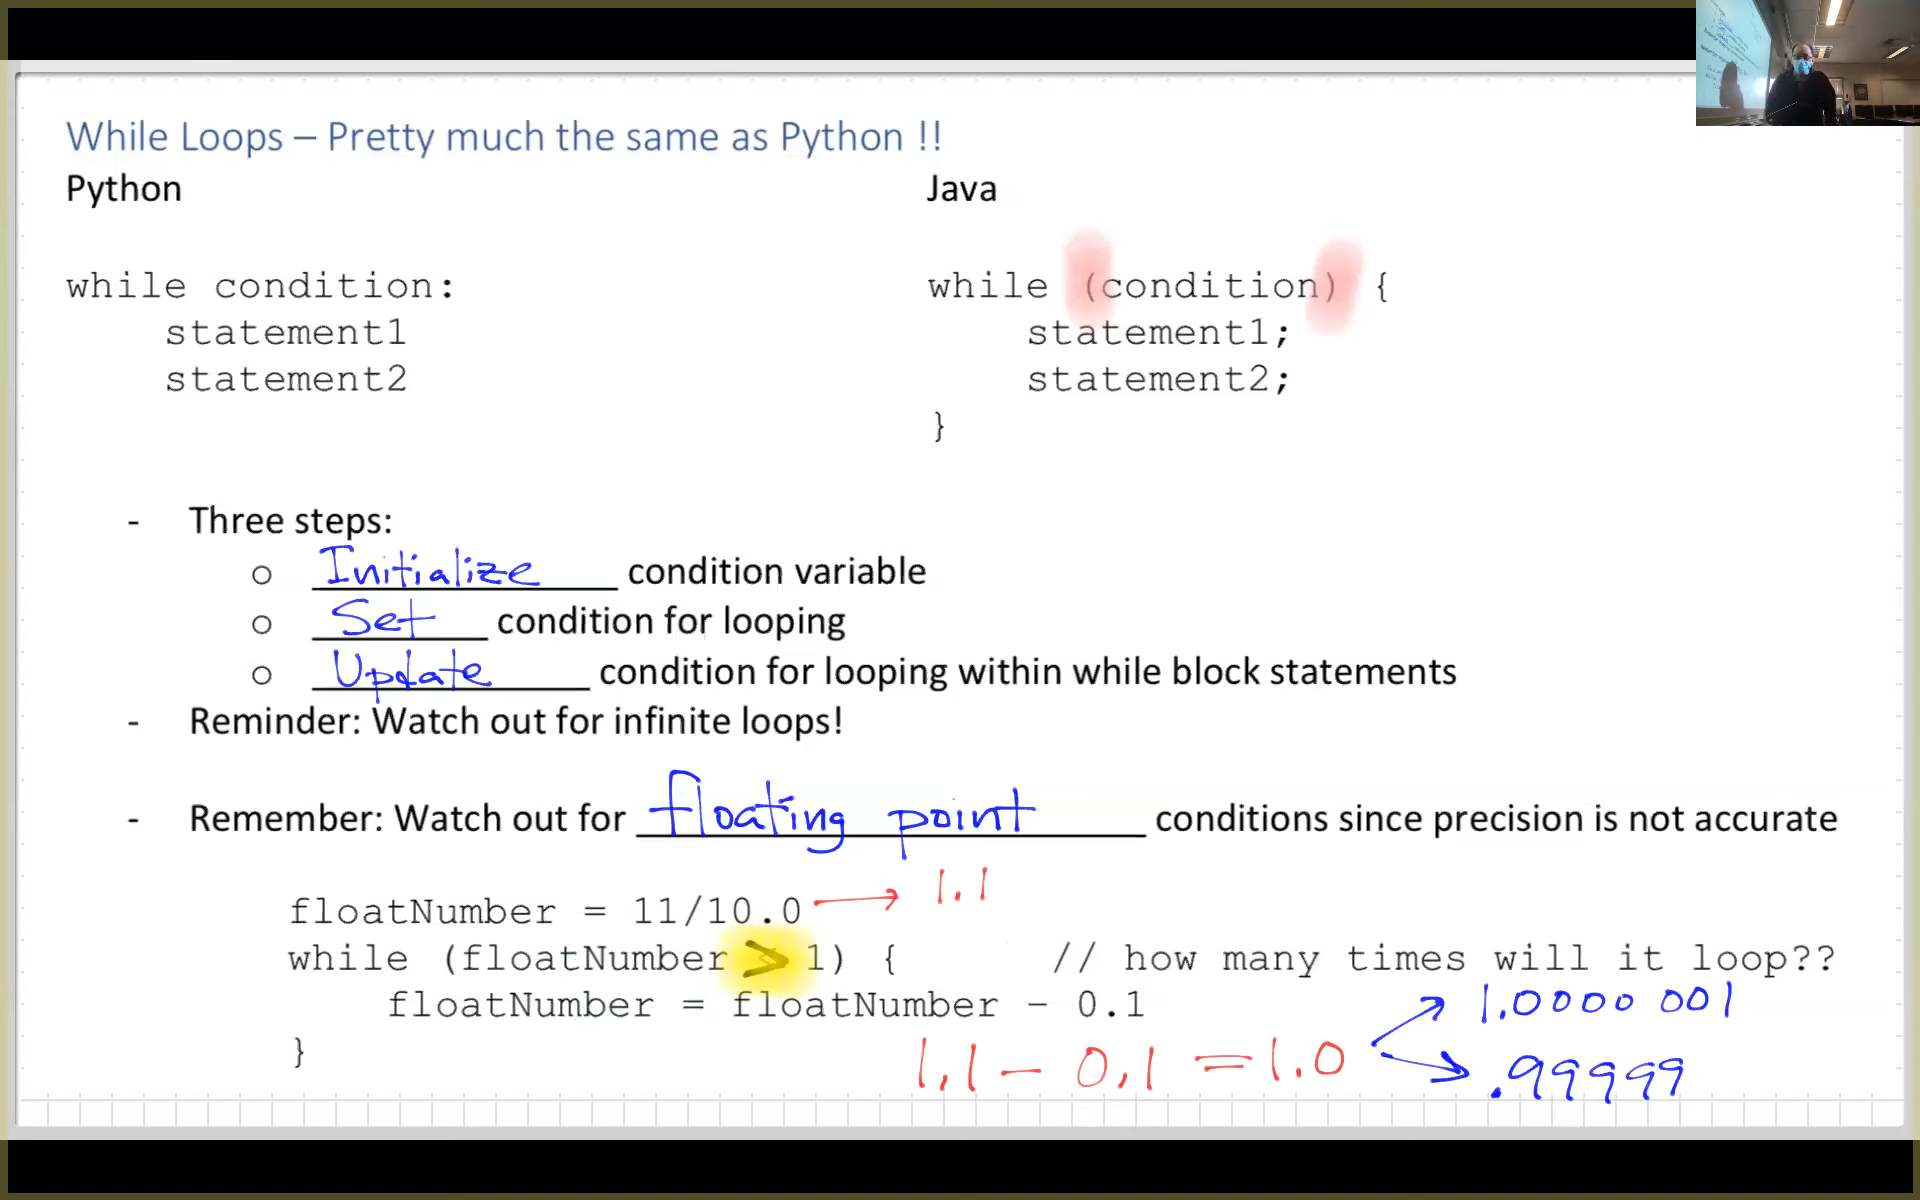 While Loops – Pretty much the same as Python !!
Python
Java
while condition:
while (condition) {
statement1
statement1;
statement2
statement2;
}
- Three steps:
o Initialize condition variable
o Set condition for looping
o Update condition for looping within while block statements
- Reminder: Watch out for infinite loops!
- Remember: Watch out for floating point conditions since precision is not accurate
floatNumber = 11/10.0 → 1.1
while (floatNumber > 1) { // how many times will it loop??
floatNumber = floatNumber - 0.1
1.0000 001
}
1.1 - 0.1 = 1.0
.99999